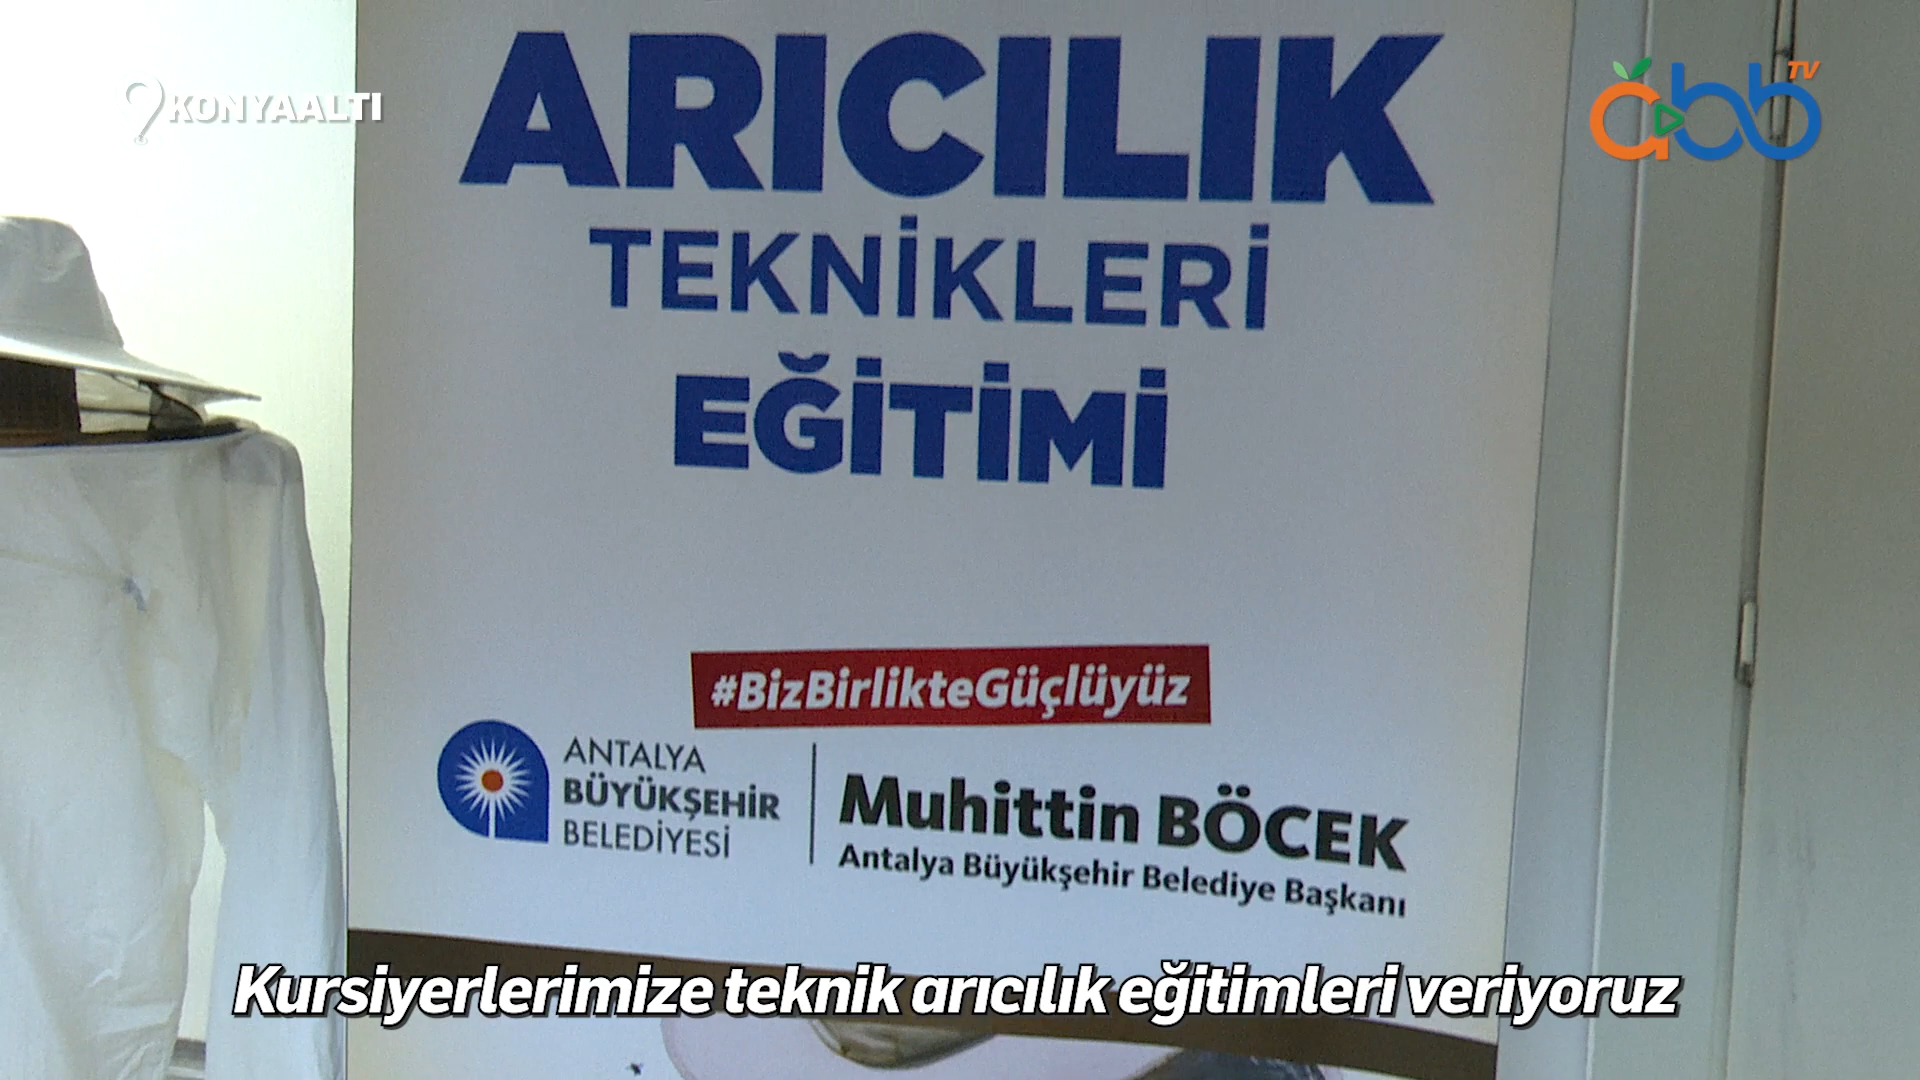 KONYAALTI
abb TV
ARICILIK
TEKNİKLERİ
EĞİTİMİ
#BizBirlikteGüçlüyüz
ANTALYA
BÜYÜKŞEHİR
BELEDİYESİ
Muhittin BÖCEK
Antalya Büyükşehir Belediye Başkanı
Kursiyerlerimize teknik arıcılık eğitimleri veriyoruz